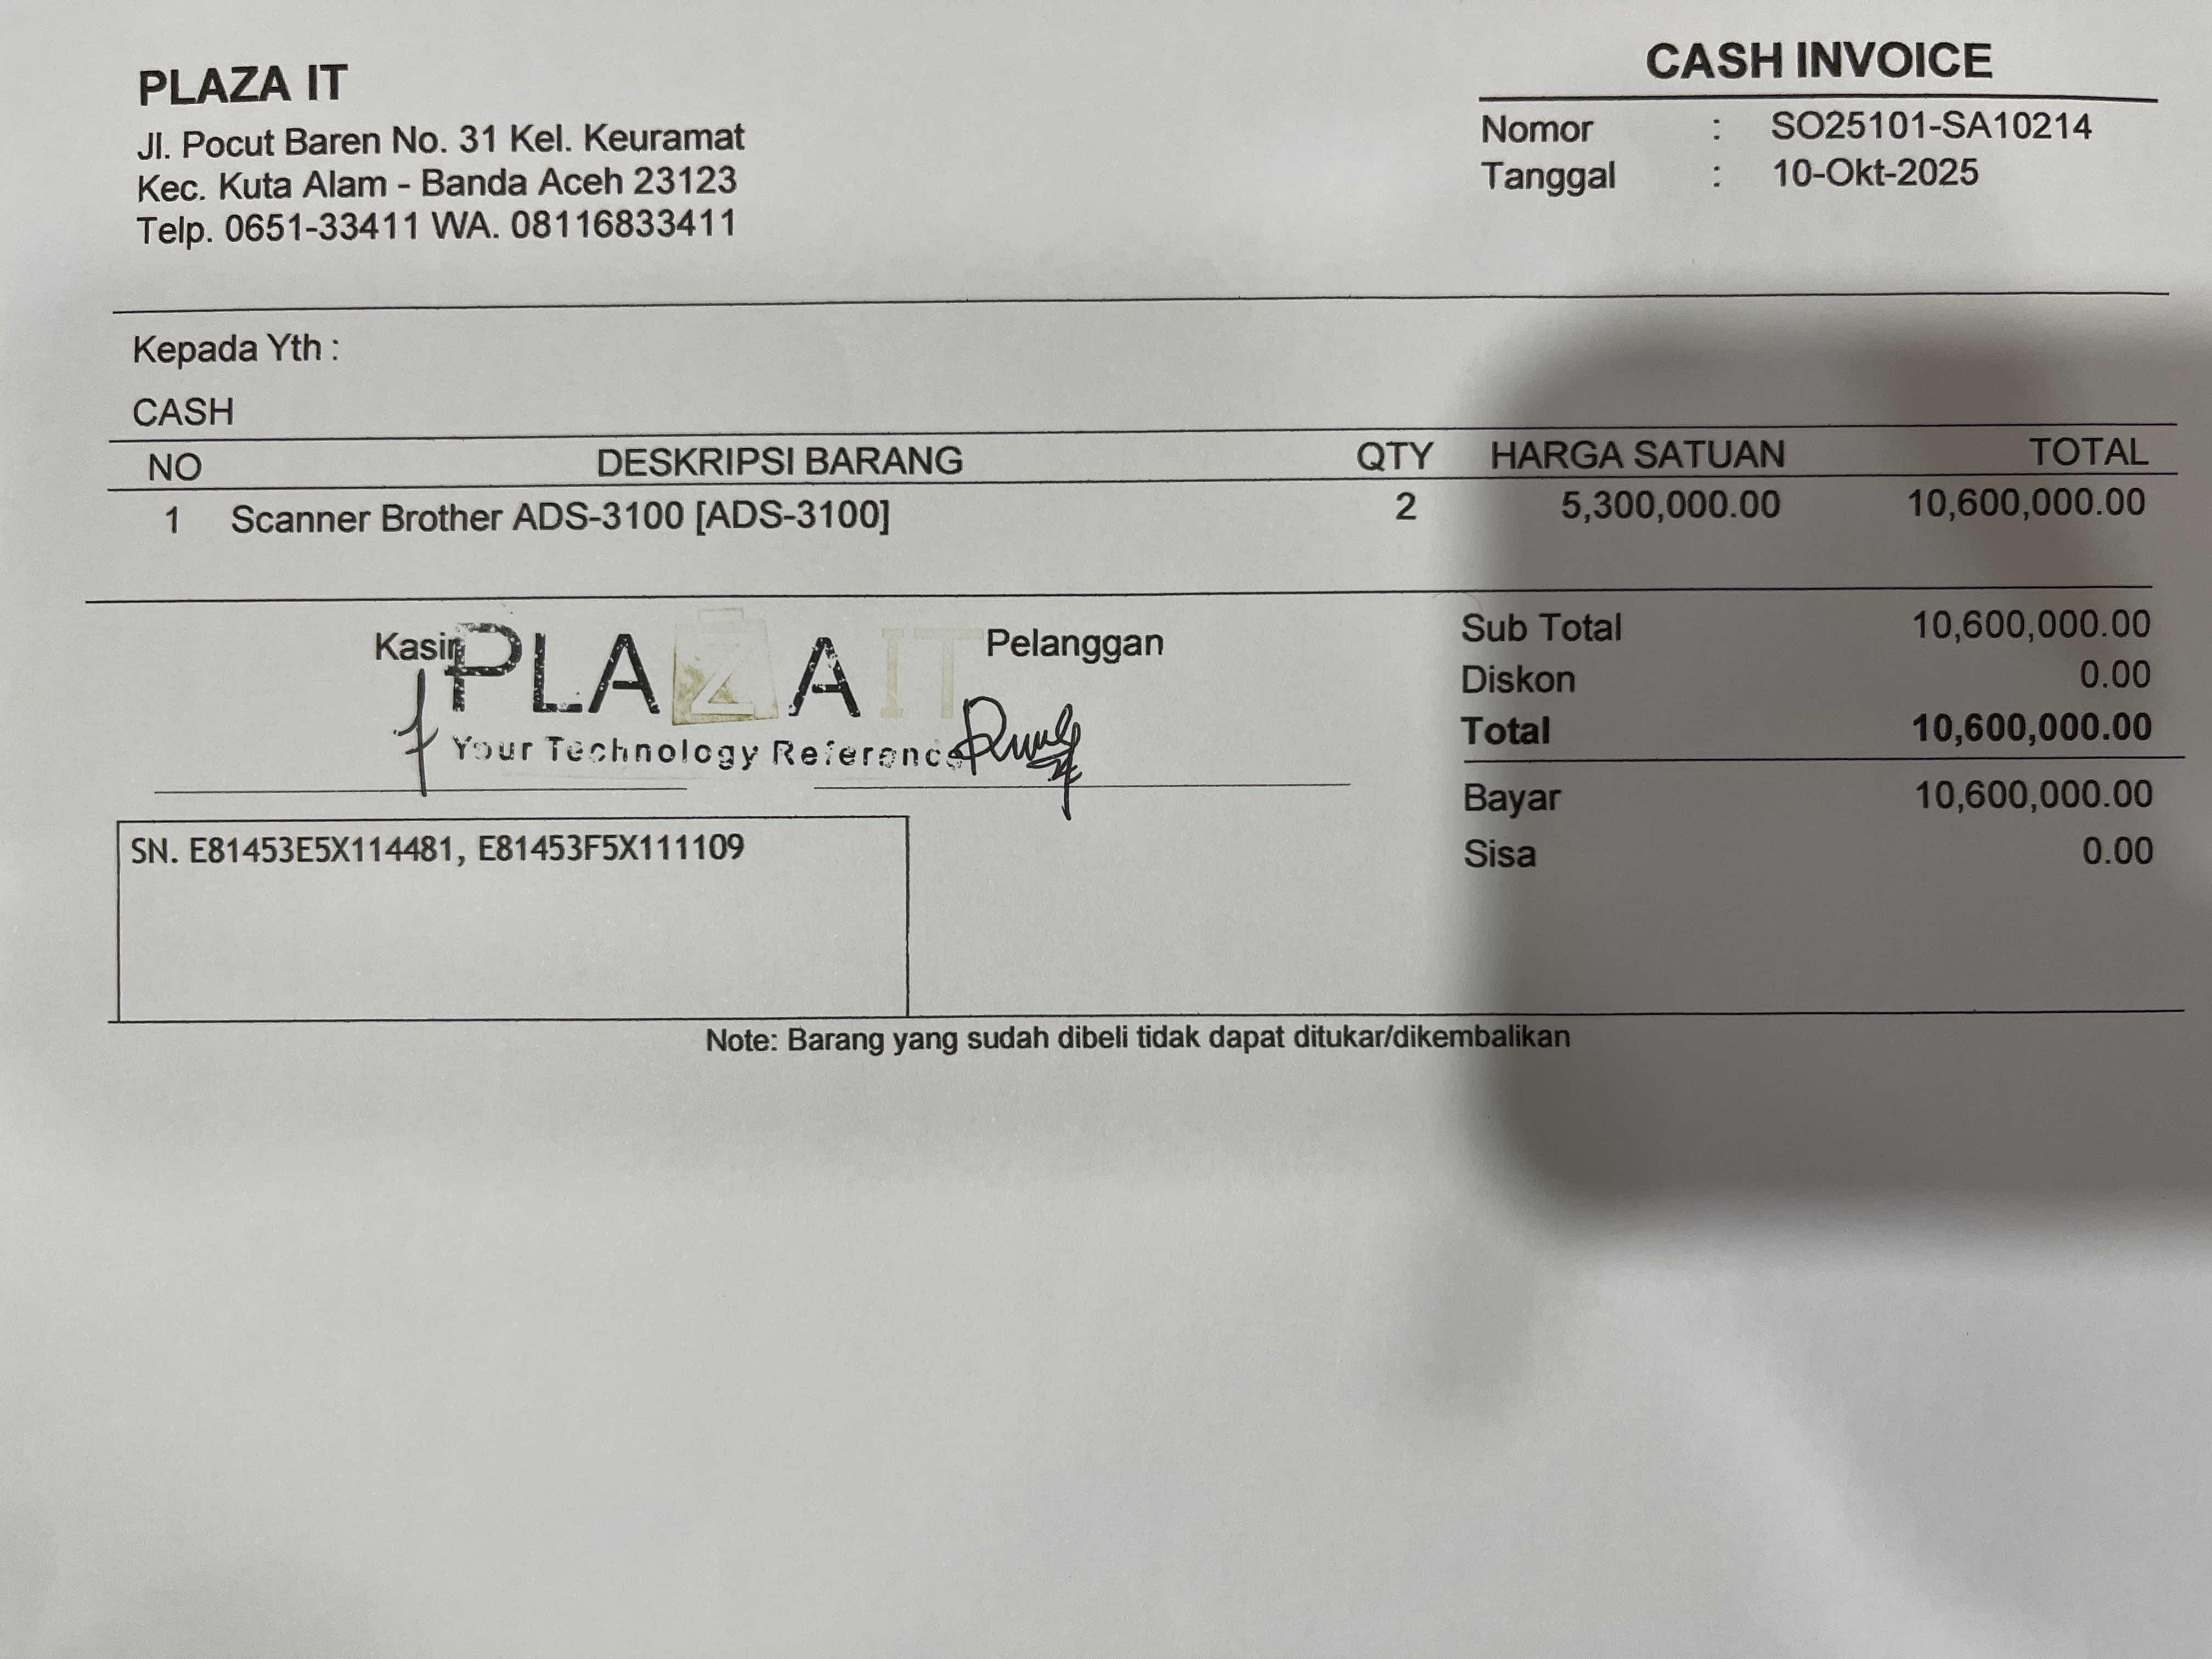 PLAZA IT
Jl. Pocut Baren No. 31 Kel. Keuramat
Kec. Kuta Alam - Banda Aceh 23123
Telp. 0651-33411 WA. 08116833411
CASH INVOICE
Nomor : SO25101-SA10214
Tanggal : 10-Okt-2025
Kepada Yth :
CASH
NO DESKRIPSI BARANG QTY HARGA SATUAN TOTAL
1 Scanner Brother ADS-3100 [ADS-3100] 2 5,300,000.00 10,600,000.00
Kasir Pelanggan
PLAZA IT
Your Technology Reference
Sub Total 10,600,000.00
Diskon 0.00
Total 10,600,000.00
Bayar 10,600,000.00
Sisa 0.00
SN. E81453E5X114481, E81453F5X111109
Note: Barang yang sudah dibeli tidak dapat ditukar/dikembalikan